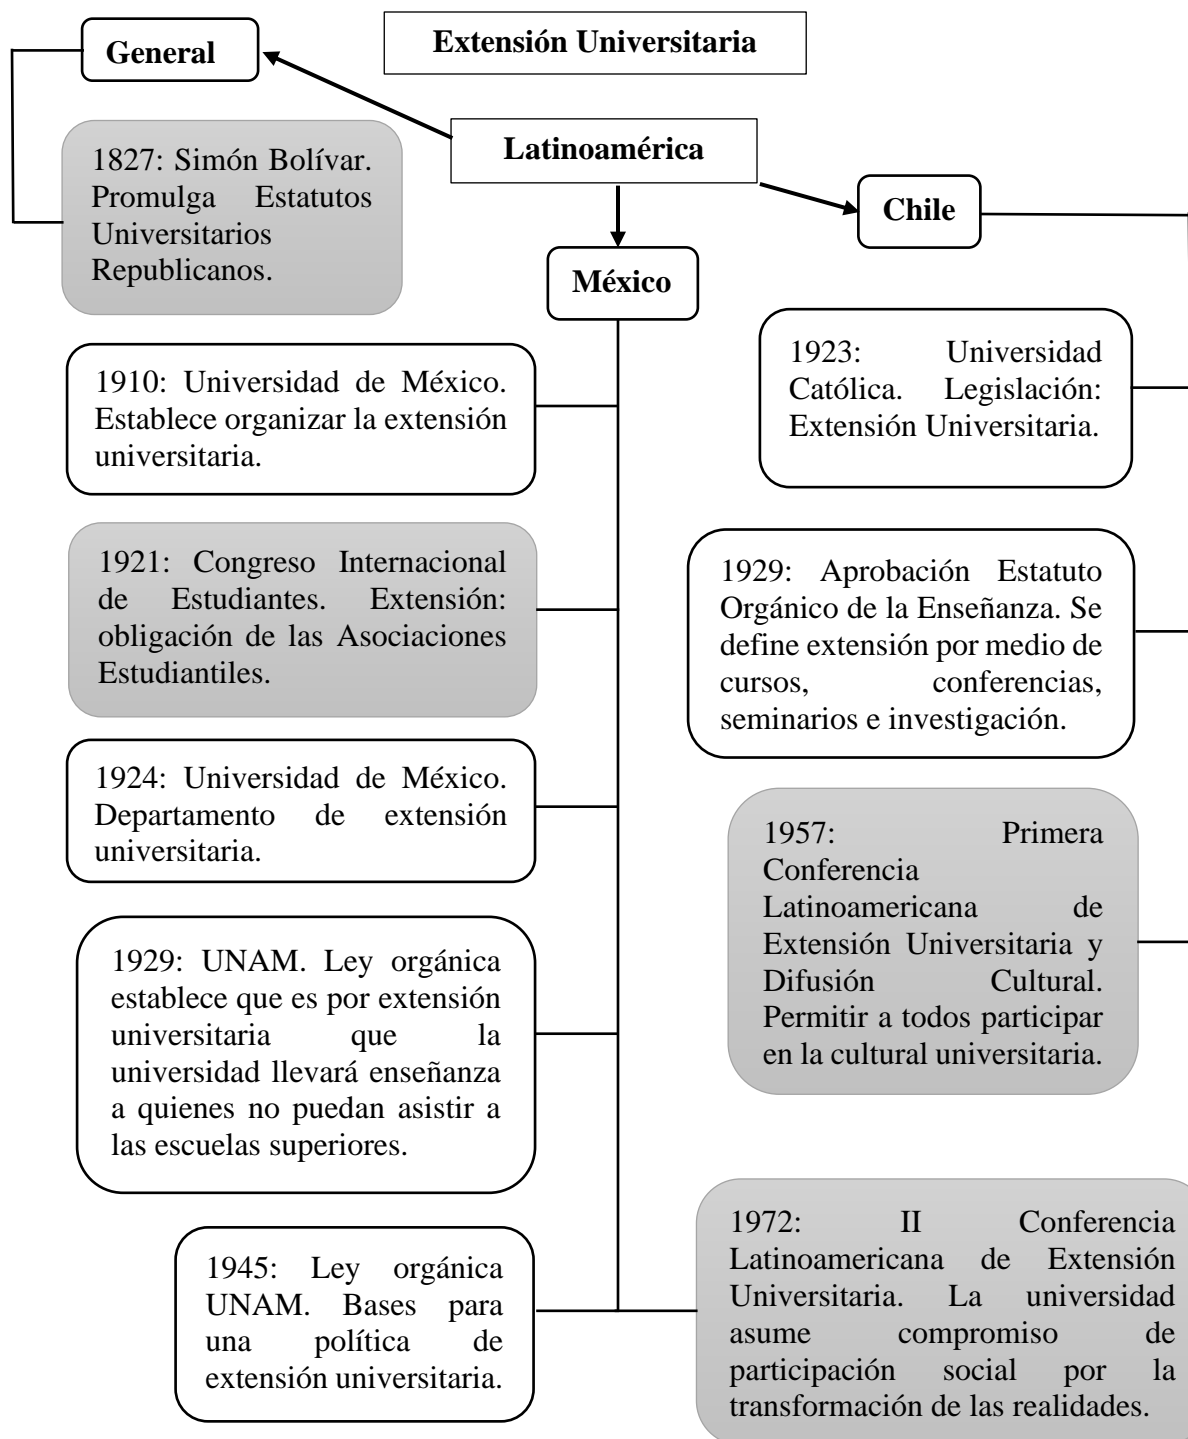 Extensión Universitaria
General
Latinoamérica
1827: Simón Bolívar.
Promulga Estatutos
Universitarios
Republicanos.
Chile
México
1910: Universidad de México.
Establece organizar la extensión
universitaria.
1921: Congreso Internacional
de Estudiantes. Extensión:
obligación de las Asociaciones
Estudiantiles.
1924: Universidad de México.
Departamento de extensión
universitaria.
1929: UNAM. Ley orgánica
establece que es por extensión
universitaria que la
universidad llevará enseñanza
a quienes no puedan asistir a
las escuelas superiores.
1945: Ley orgánica
UNAM. Bases para
una política de
extensión universitaria.
1923: Universidad
Católica. Legislación:
Extensión Universitaria.
1929: Aprobación Estatuto
Orgánico de la Enseñanza. Se
define extensión por medio de
cursos, conferencias,
seminarios e investigación.
1957: Primera
Conferencia
Latinoamericana de
Extensión Universitaria y
Difusión Cultural.
Permitir a todos participar
en la cultural universitaria.
1972: II Conferencia
Latinoamericana de Extensión
Universitaria. La universidad
asume compromiso de
participación social por la
transformación de las realidades.